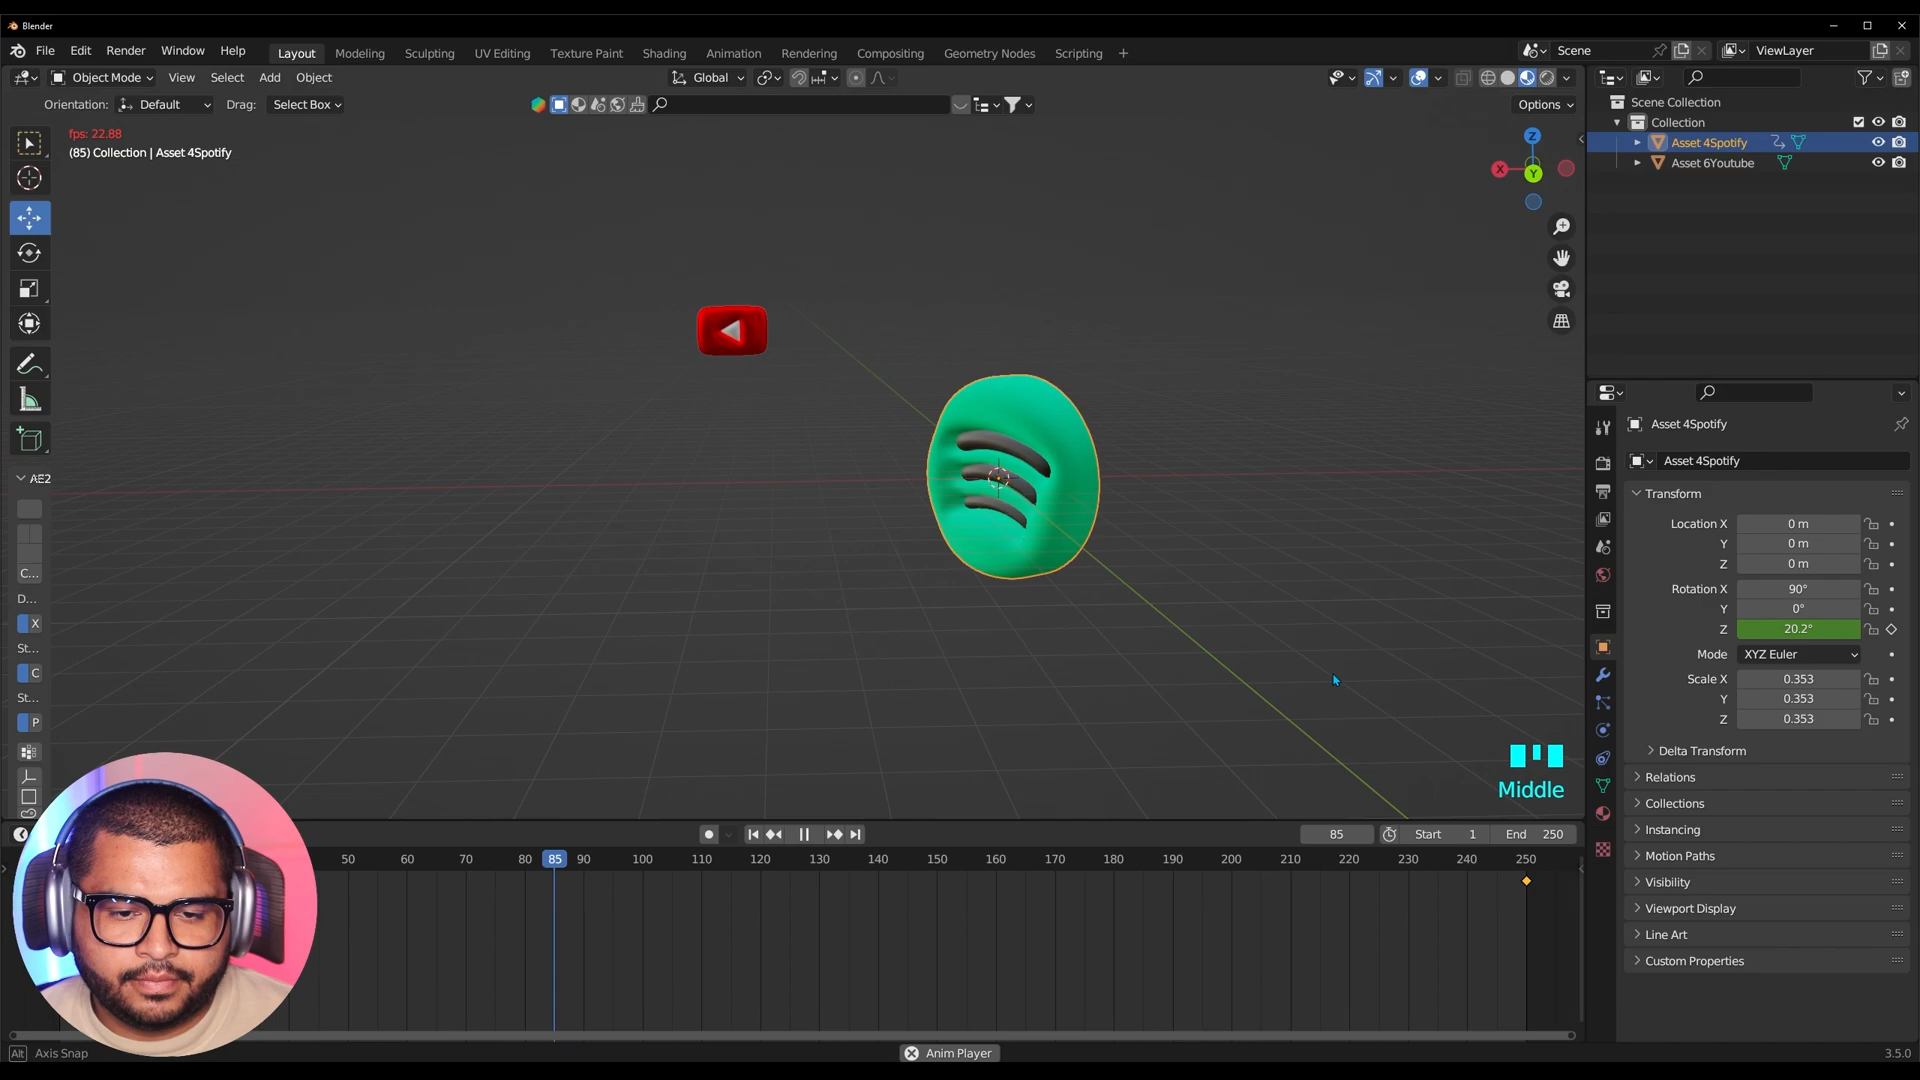 Blender
File Edit Render Window Help
Layout Modeling Sculpting UV Editing Texture Paint Shading Animation Rendering Compositing Geometry Nodes Scripting +
Scene
ViewLayer
Object Mode View Select Add Object
Global
Orientation: Default Drag: Select Box
Options
fps: 22.88
(85) Collection | Asset 4Spotify
Z
X
Y
Scene Collection
Collection
Asset 4Spotify
Asset 6Youtube
AE2
C...
D...
X
St...
C
St...
P
Asset 4Spotify
Asset 4Spotify
Transform
Location X 0 m
Y 0 m
Z 0 m
Rotation X 90°
Y 0°
Z 20.2°
Mode XYZ Euler
Scale X 0.353
Y 0.353
Z 0.353
Delta Transform
Relations
Collections
Instancing
Motion Paths
Visibility
Viewport Display
Line Art
Custom Properties
Middle
85 Start 1 End 250
50 60 70 80 85 90 100 110 120 130 140 150 160 170 180 190 200 210 220 230 240 250
Alt Axis Snap
Anim Player
3.5.0